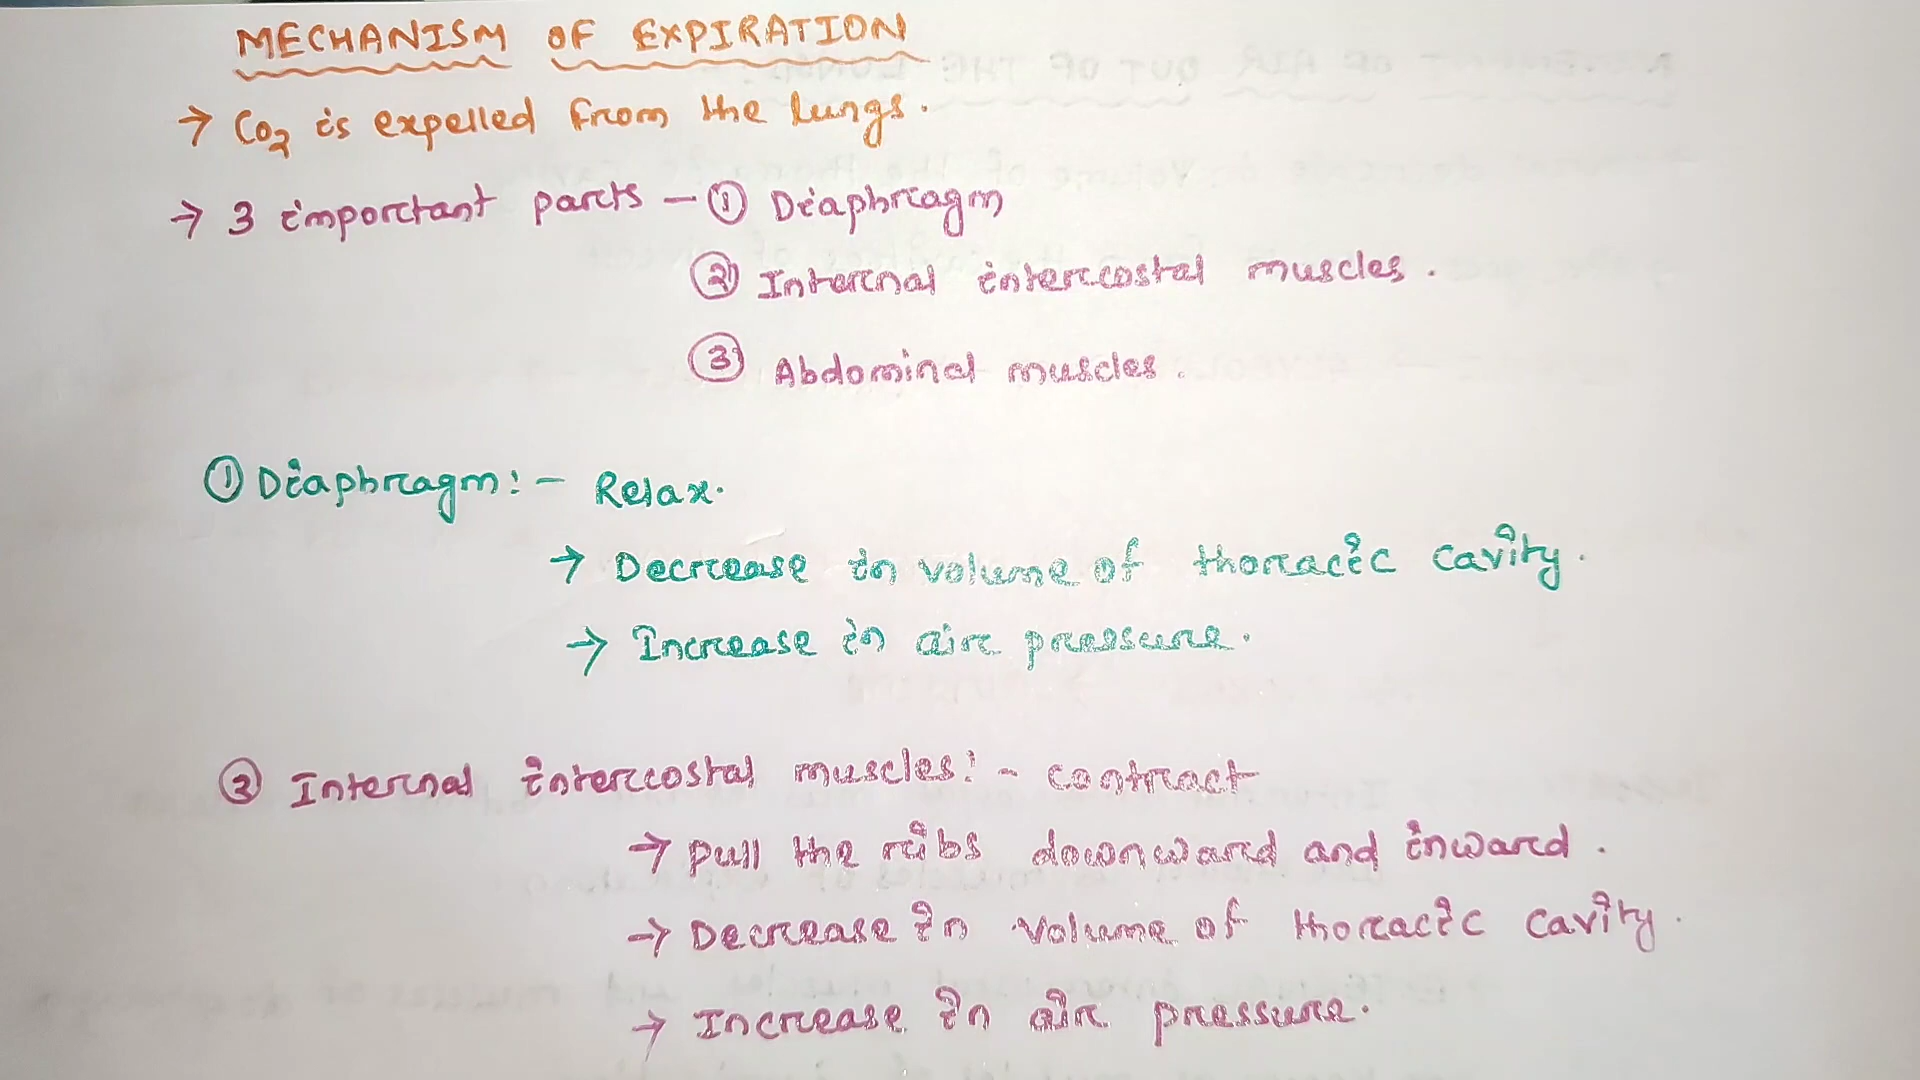 MECHANISM OF EXPIRATION
→ CO2 is expelled from the lungs.
→ 3 important parts - ① Diaphragm
② Internal intercostal muscles.
③ Abdominal muscles.
① Diaphragm:- Relax.
→ Decrease in volume of thoracic cavity.
→ Increase in air pressure.
② Internal intercostal muscles:- contract
→ pull the ribs downward and inward.
→ Decrease in volume of thoracic cavity.
→ Increase in air pressure.